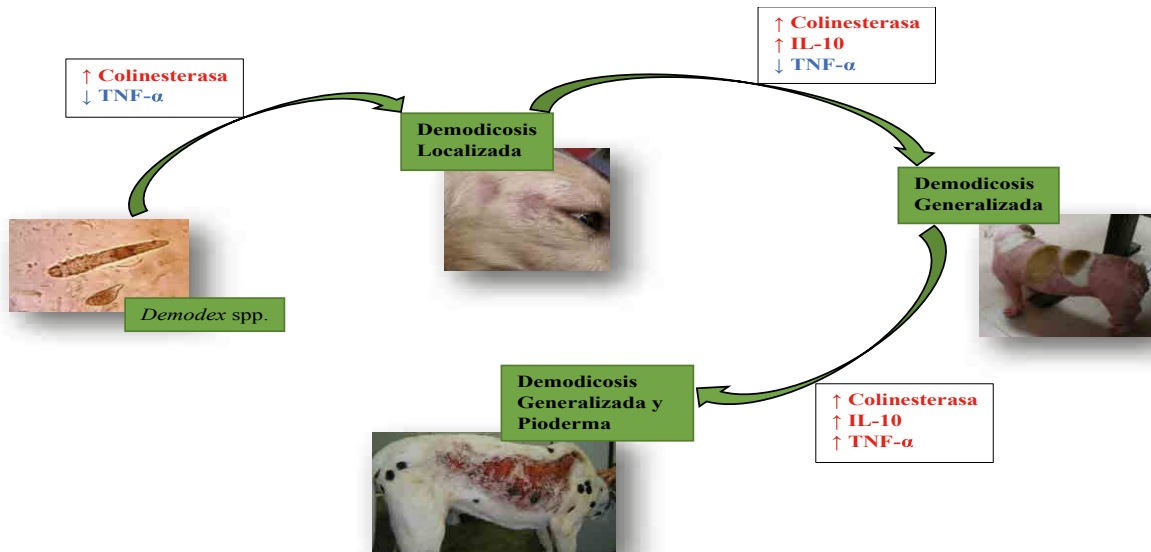 ↑ Colinesterasa
↓ TNF-α
Demodicosis
Localizada
↑ Colinesterasa
↑ IL-10
↓ TNF-α
Demodicosis
Generalizada
Demodex spp.
Demodicosis
Generalizada y
Pioderma
↑ Colinesterasa
↑ IL-10
↑ TNF-α